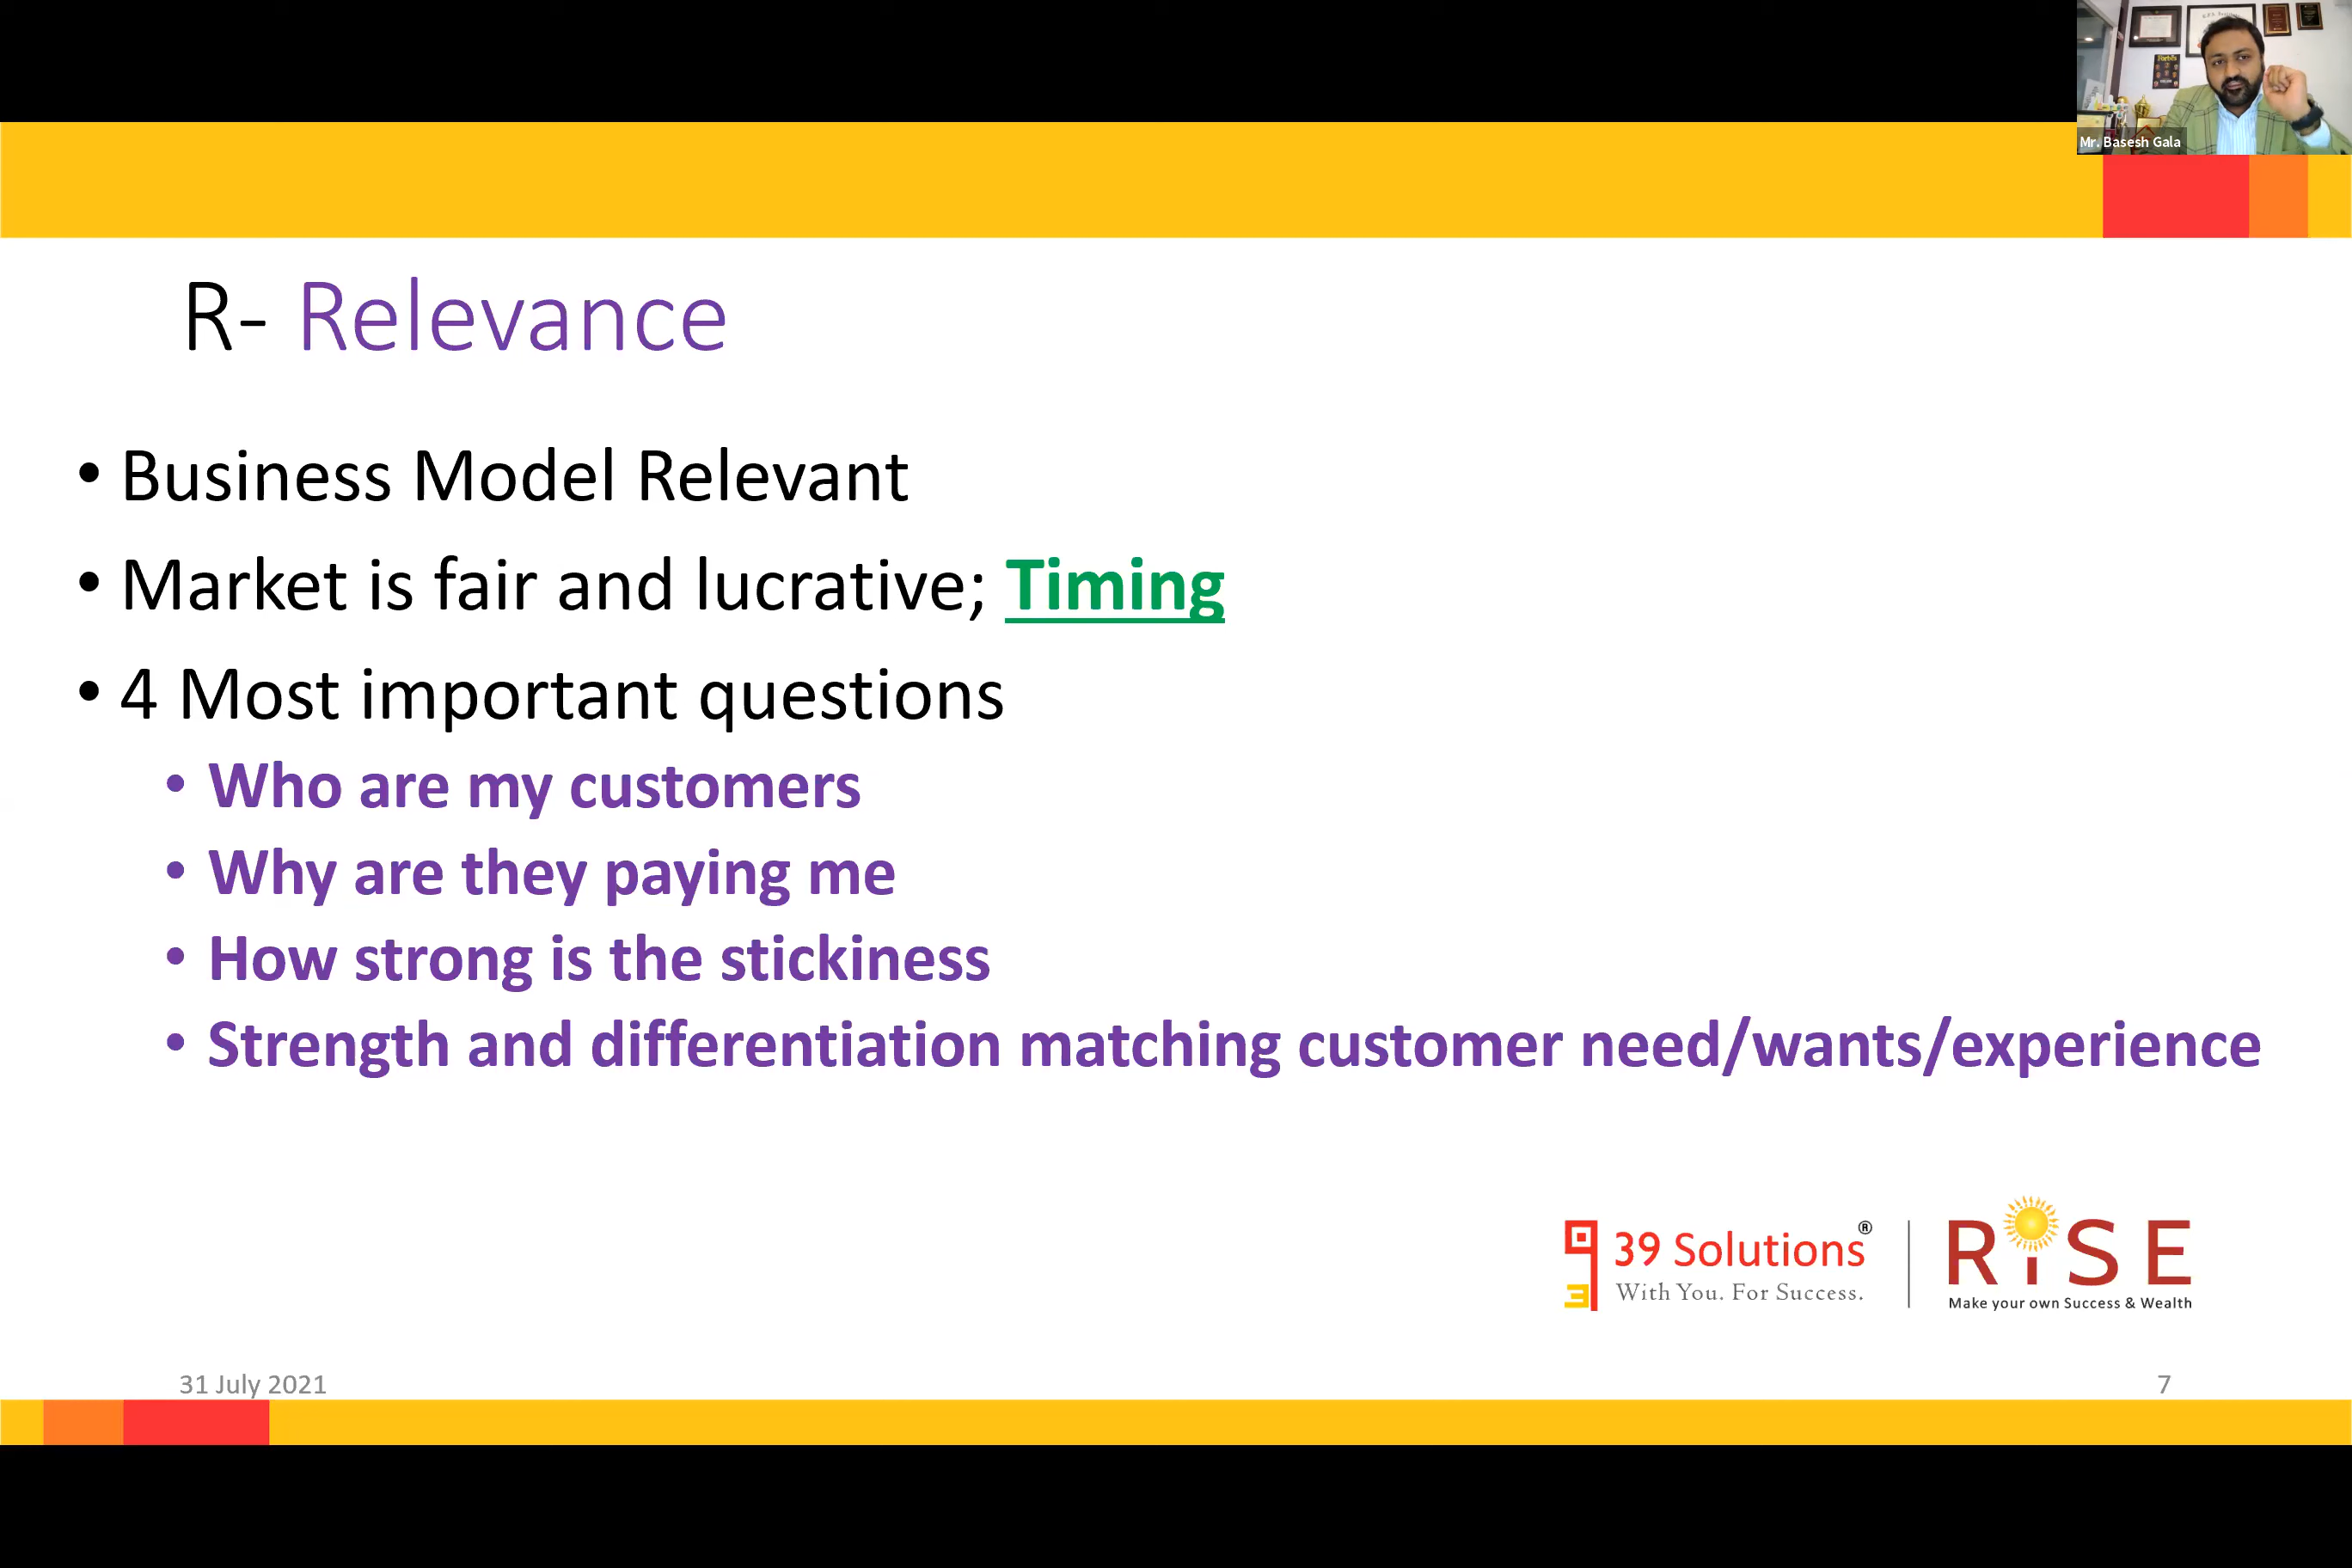 Mr. Basesh Gala
R- Relevance
• Business Model Relevant
• Market is fair and lucrative; Timing
• 4 Most important questions
• Who are my customers
• Why are they paying me
• How strong is the stickiness
• Strength and differentiation matching customer need/wants/experience
39 Solutions®
With You. For Success.
RiSE
Make your own Success & Wealth
31 July 2021
7